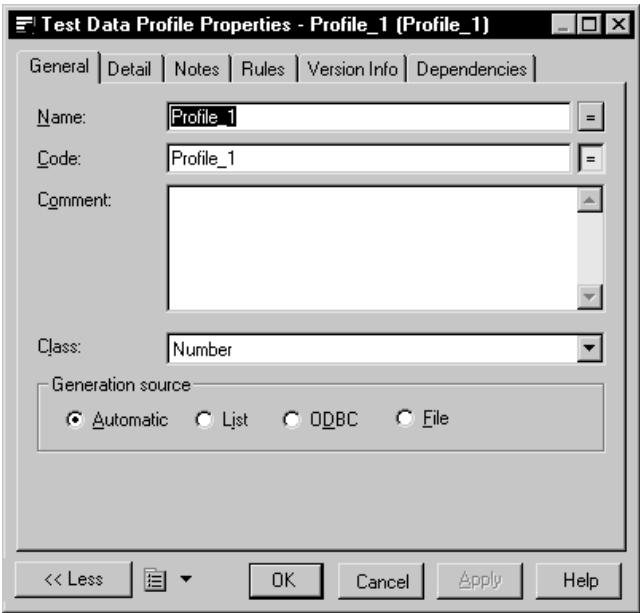 Test Data Profile Properties - Profile_1 (Profile_1)
General Detail Notes Rules Version Info Dependencies
Name: Profile_1 =
Code: Profile_1 =
Comment:
Class: Number
Generation source
Automatic List ODBC File
<< Less OK Cancel Apply Help